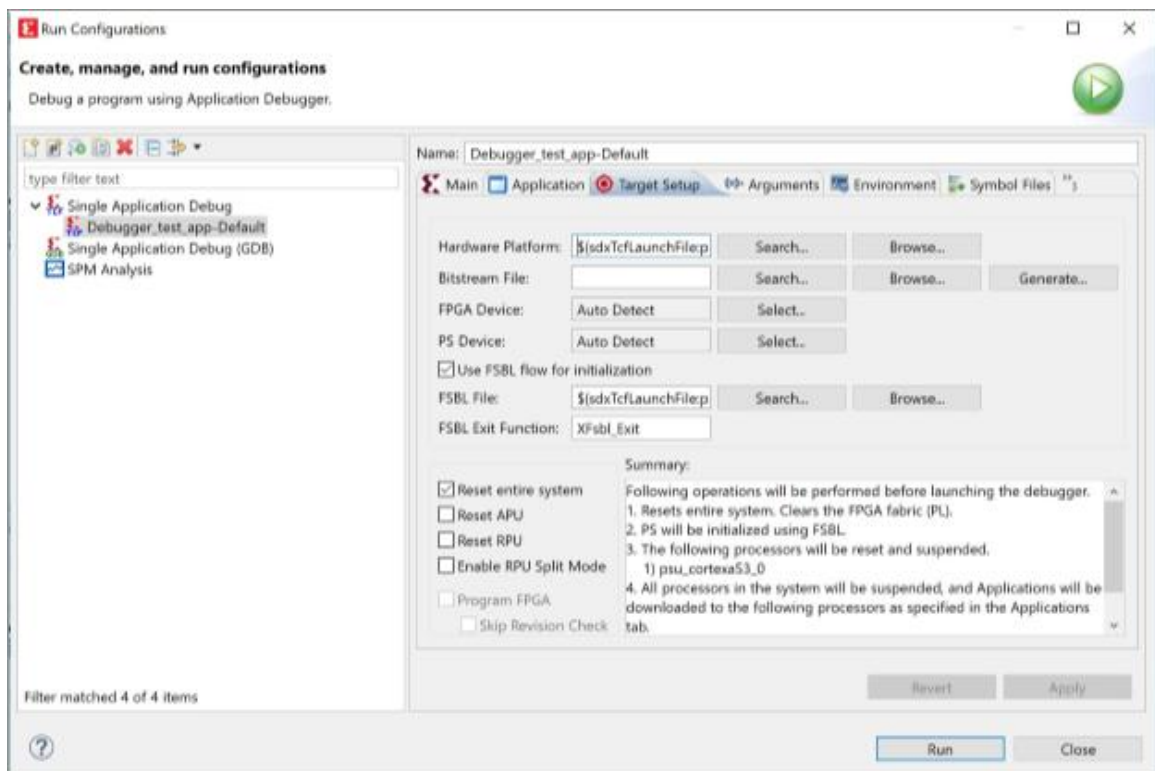 Run Configurations
Create, manage, and run configurations
Debug a program using Application Debugger.
type filter text
Single Application Debug
Debugger_test_app-Default
Single Application Debug (GDB)
SPM Analysis
Filter matched 4 of 4 items
Name: Debugger_test_app-Default
Main Application Target Setup Arguments Environment Symbol Files »3
Hardware Platform: $(sdxTcfLaunchFile:p Search... Browse...
Bitstream File: Search... Browse... Generate...
FPGA Device: Auto Detect Select...
PS Device: Auto Detect Select...
Use FSBL flow for initialization
FSBL File: $(sdxTcfLaunchFile:p Search... Browse...
FSBL Exit Function: XFsbl_Exit
Reset entire system
Reset APU
Reset RPU
Enable RPU Split Mode
Program FPGA
Skip Revision Check
Summary:
Following operations will be performed before launching the debugger.
1. Resets entire system. Clears the FPGA fabric (PL).
2. PS will be initialized using FSBL.
3. The following processors will be reset and suspended.
1) psu_cortexa53_0
4. All processors in the system will be suspended, and Applications will be
downloaded to the following processors as specified in the Applications
tab.
Revert Apply
Run Close